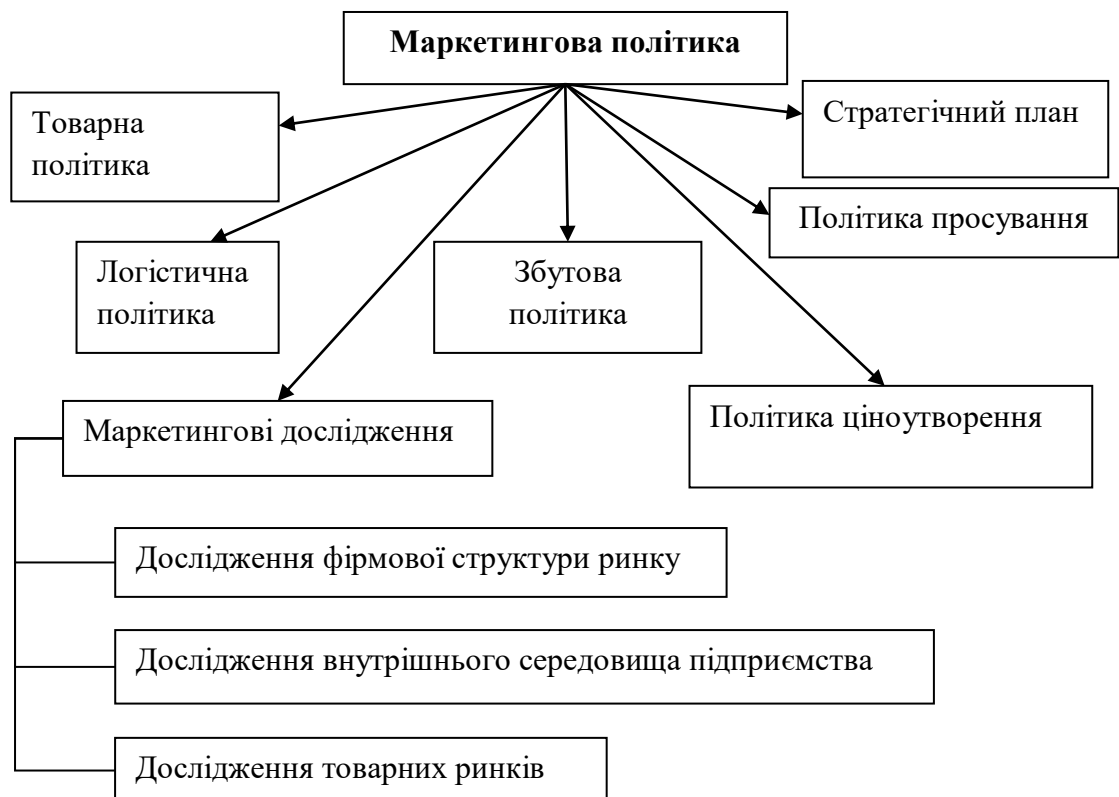 Маркетингова політика
Товарна
політика
Стратегічний план
Політика просування
Логістична
політика
Збутова
політика
Маркетингові дослідження
Політика ціноутворення
Дослідження фірмової структури ринку
Дослідження внутрішнього середовища підприємства
Дослідження товарних ринків